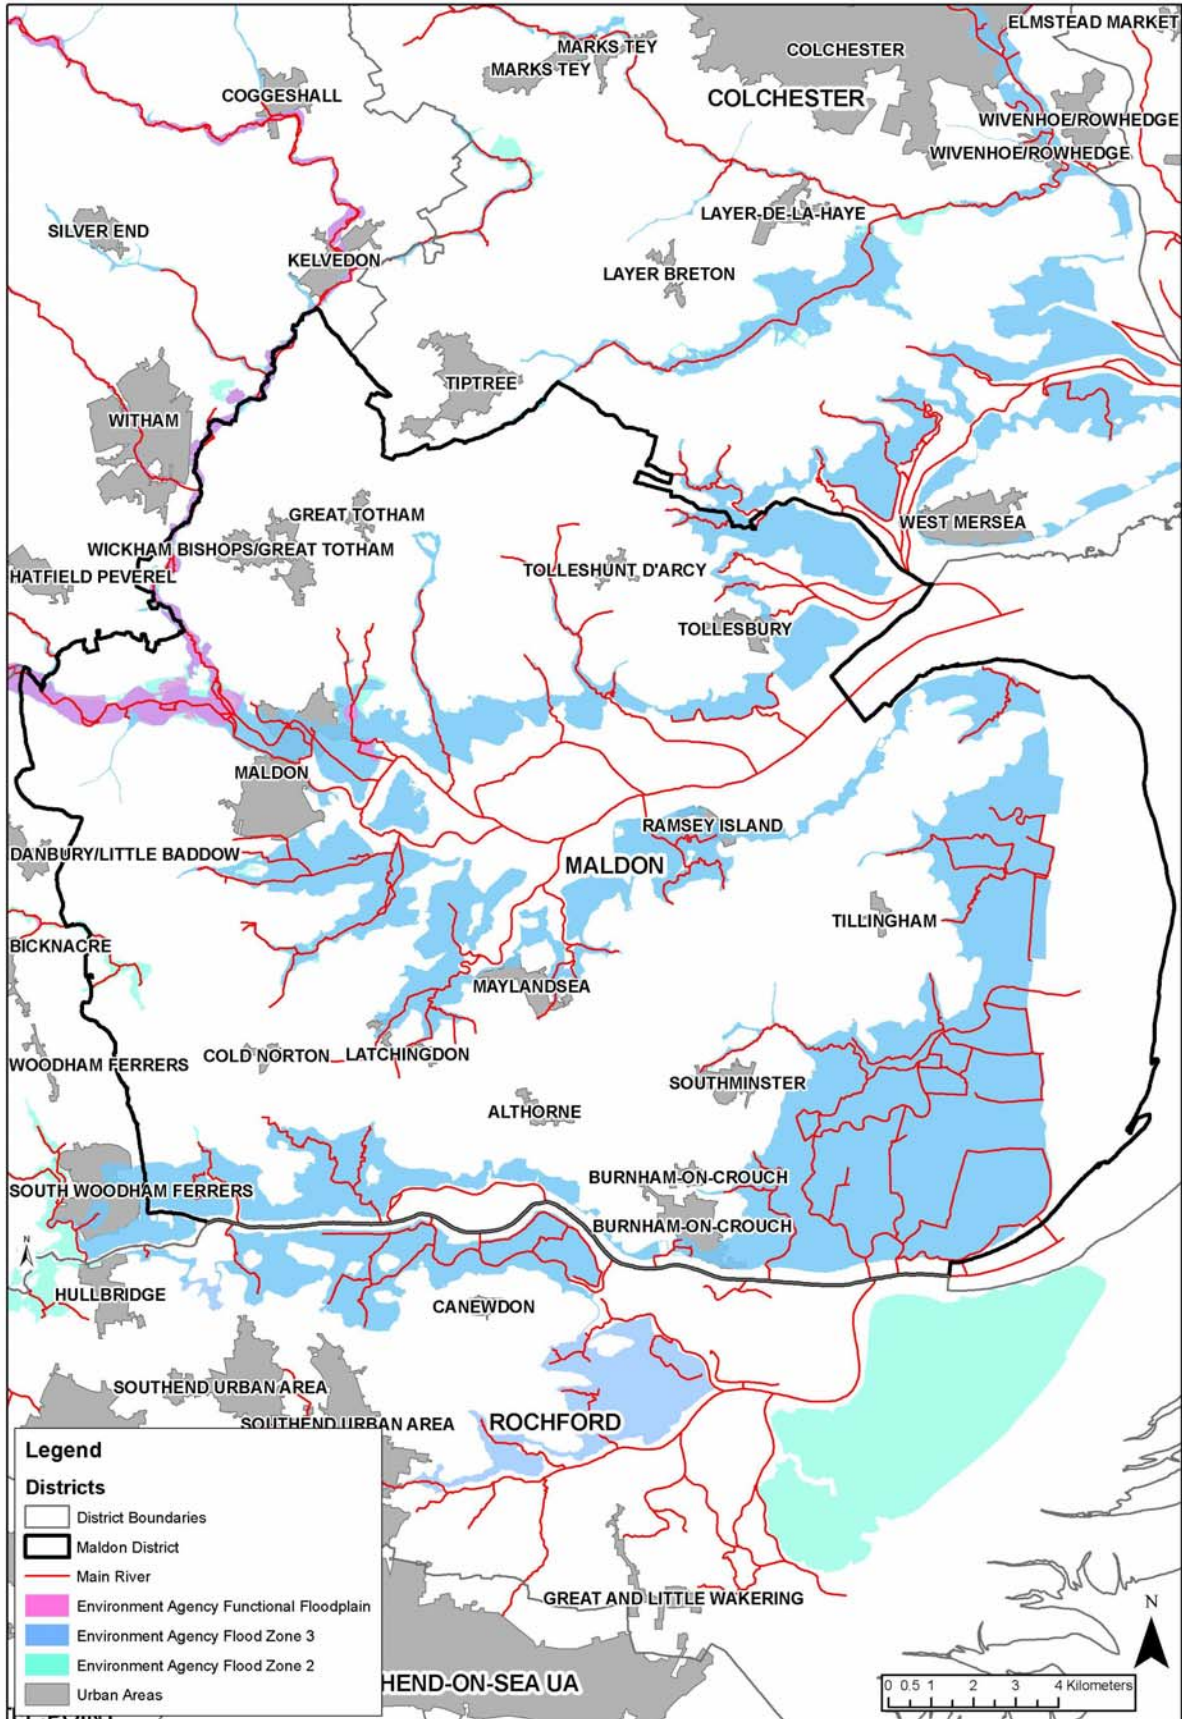 ELMSTEAD MARKET
MARKS TEY
COLCHESTER
MARKS TEY
COGGESHALL
COLCHESTER
WIVENHOE/ROWHEDGE
WIVENHOE/ROWHEDGE
LAYER-DE-LA-HAYE
SILVER END
KELVEDON
LAYER BRETON
TIPTREE
WITHAM
GREAT TOTHAM
WEST MERSEA
WICKHAM BISHOPS/GREAT TOTHAM
HATFIELD PEVEREL
TOLLESHUNT D'ARCY
TOLLESBURY
MALDON
RAMSEY ISLAND
DANBURY/LITTLE BADDOW
MALDON
TILLINGHAM
BICKNACRE
MAYLANDSEA
COLD NORTON
LATCHINGDON
WOODHAM FERRERS
SOUTHMINSTER
ALTHORNE
BURNHAM-ON-CROUCH
SOUTH WOODHAM FERRERS
BURNHAM-ON-CROUCH
N
HULLBRIDGE
CANEWDON
SOUTHEND URBAN AREA
SOUTHEND URBAN AREA
ROCHFORD
Legend
Districts
District Boundaries
Maldon District
Main River
Environment Agency Functional Floodplain
Environment Agency Flood Zone 3
Environment Agency Flood Zone 2
Urban Areas
GREAT AND LITTLE WAKERING
HEND-ON-SEA UA
N
0 0.5 1 2 3 4 Kilometers